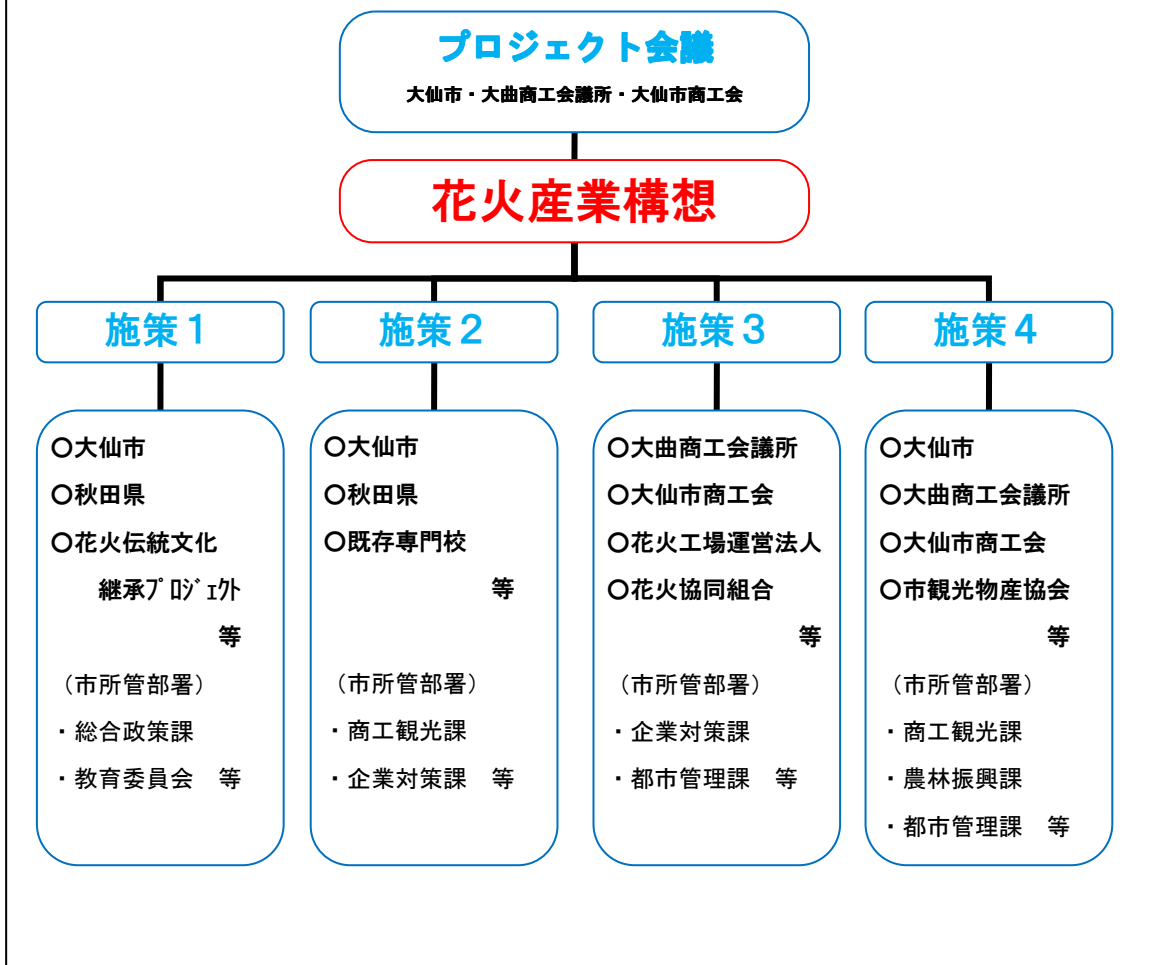 プロジェクト会議
大仙市・大曲商工会議所・大仙市商工会
花火産業構想
施策１
〇大仙市
〇秋田県
〇花火伝統文化
継承ﾌﾟﾛｼﾞｪｸﾄ
等
（市所管部署）
・総合政策課
・教育委員会　等
施策２
〇大仙市
〇秋田県
〇既存専門校
等
（市所管部署）
・商工観光課
・企業対策課　等
施策３
〇大曲商工会議所
〇大仙市商工会
〇花火工場運営法人
〇花火協同組合
等
（市所管部署）
・企業対策課
・都市管理課　等
施策４
〇大仙市
〇大曲商工会議所
〇大仙市商工会
〇市観光物産協会
等
（市所管部署）
・商工観光課
・農林振興課
・都市管理課　等